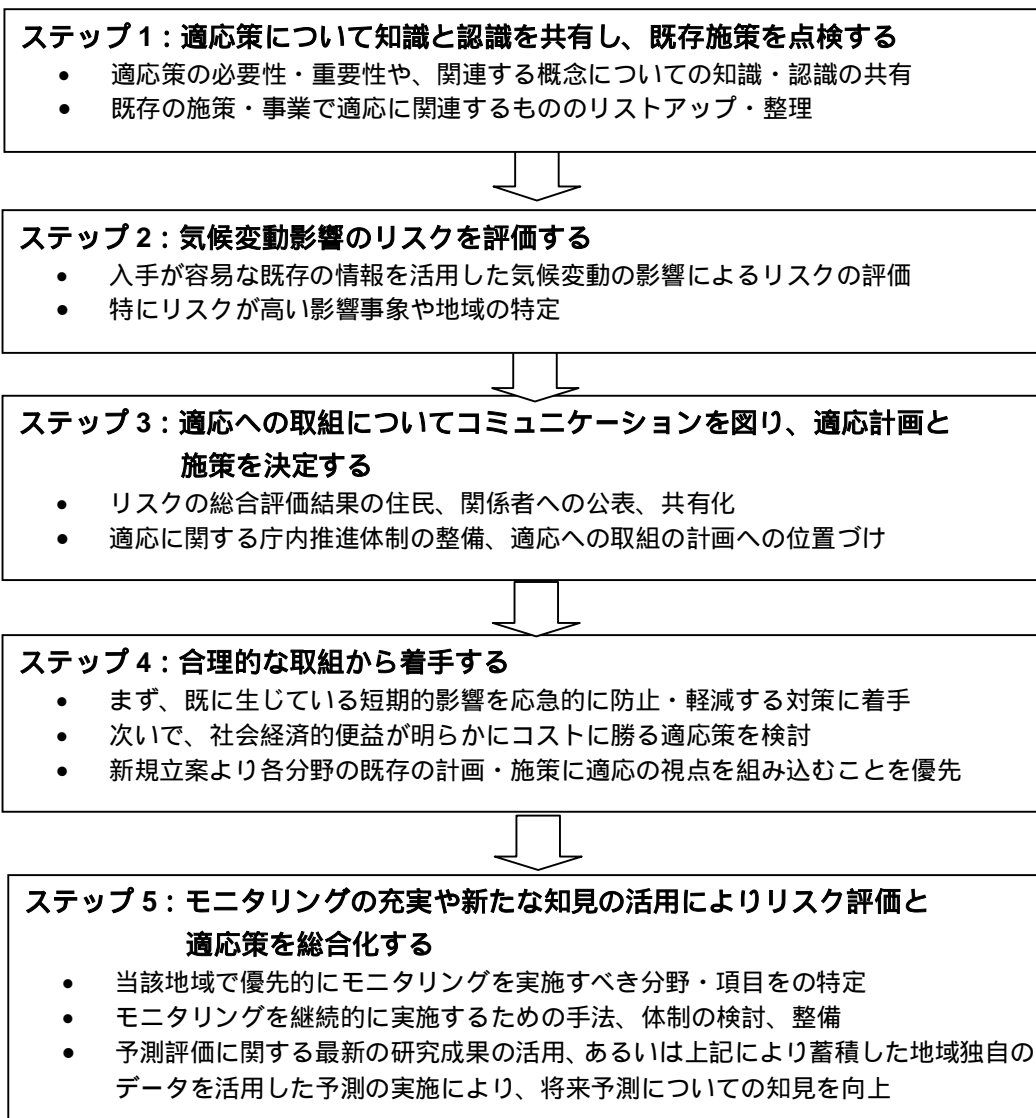 ステップ 1：適応策について知識と認識を共有し、既存施策を点検する
• 適応策の必要性・重要性や、関連する概念についての知識・認識の共有
• 既存の施策・事業で適応に関連するもののリストアップ・整理
ステップ 2：気候変動影響のリスクを評価する
• 入手が容易な既存の情報を活用した気候変動の影響によるリスクの評価
• 特にリスクが高い影響事象や地域の特定
ステップ 3：適応への取組についてコミュニケーションを図り、適応計画と
施策を決定する
• リスクの総合評価結果の住民、関係者への公表、共有化
• 適応に関する庁内推進体制の整備、適応への取組の計画への位置づけ
ステップ 4：合理的な取組から着手する
• まず、既に生じている短期的影響を応急的に防止・軽減する対策に着手
• 次いで、社会経済的便益が明らかにコストに勝る適応策を検討
• 新規立案より各分野の既存の計画・施策に適応の視点を組み込むことを優先
ステップ 5：モニタリングの充実や新たな知見の活用によりリスク評価と
適応策を総合化する
• 当該地域で優先的にモニタリングを実施すべき分野・項目をの特定
• モニタリングを継続的に実施するための手法、体制の検討、整備
• 予測評価に関する最新の研究成果の活用、あるいは上記により蓄積した地域独自の
データを活用した予測の実施により、将来予測についての知見を向上